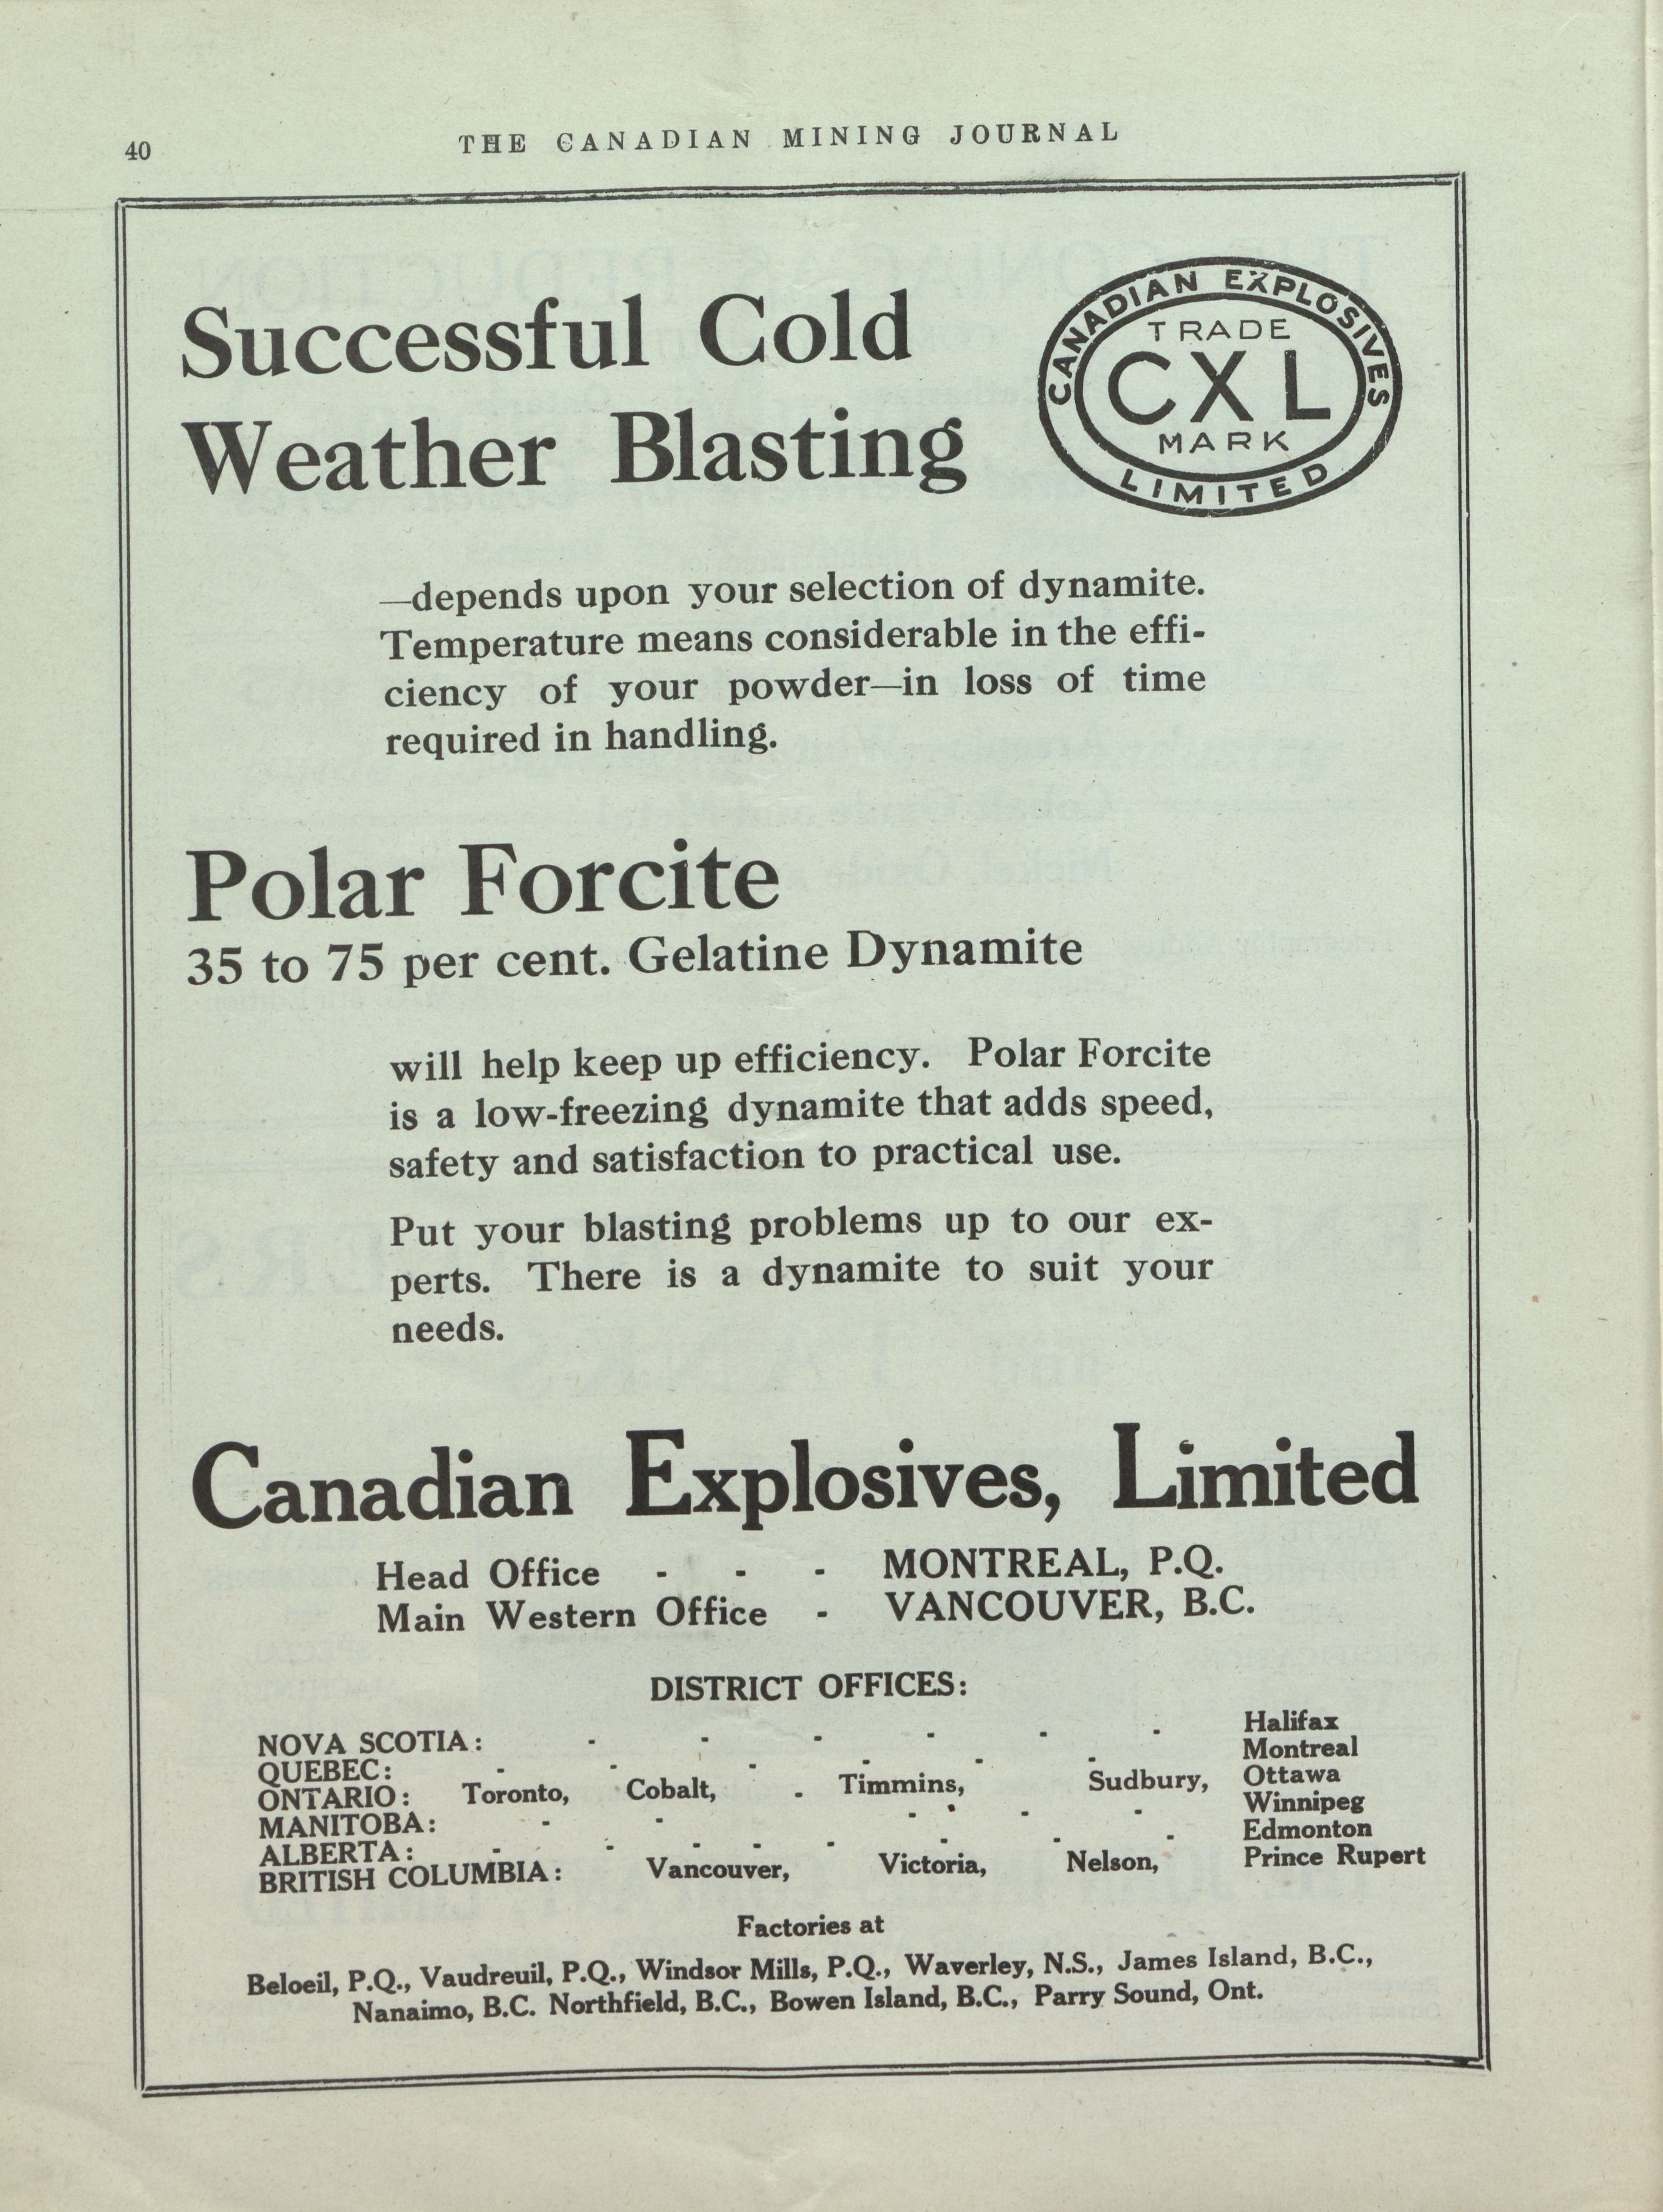 40
THE CANADIAN MINING JOURNAL
Successful Cold
Weather Blasting
CANADIAN EXPLOSIVES
TRADE
CXL
MARK
LIMITED
—depends upon your selection of dynamite.
Temperature means considerable in the effi-
ciency of your powder—in loss of time
required in handling.
Polar Forcite
35 to 75 per cent. Gelatine Dynamite
will help keep up efficiency. Polar Forcite
is a low-freezing dynamite that adds speed,
safety and satisfaction to practical use.
Put your blasting problems up to our ex-
perts. There is a dynamite to suit your
needs.
Canadian Explosives, Limited
Head Office - - - MONTREAL, P.Q.
Main Western Office - VANCOUVER, B.C.
DISTRICT OFFICES:
NOVA SCOTIA: - - - - - - Halifax
QUEBEC: - - - - - - Montreal
ONTARIO: Toronto, Cobalt, - Timmins, Sudbury, Ottawa
MANITOBA: - - - - - - Winnipeg
ALBERTA: - - - - - - - - Edmonton
BRITISH COLUMBIA: Vancouver, Victoria, Nelson, Prince Rupert
Factories at
Beloeil, P.Q., Vaudreuil, P.Q., Windsor Mills, P.Q., Waverley, N.S., James Island, B.C.,
Nanaimo, B.C. Northfield, B.C., Bowen Island, B.C., Parry Sound, Ont.